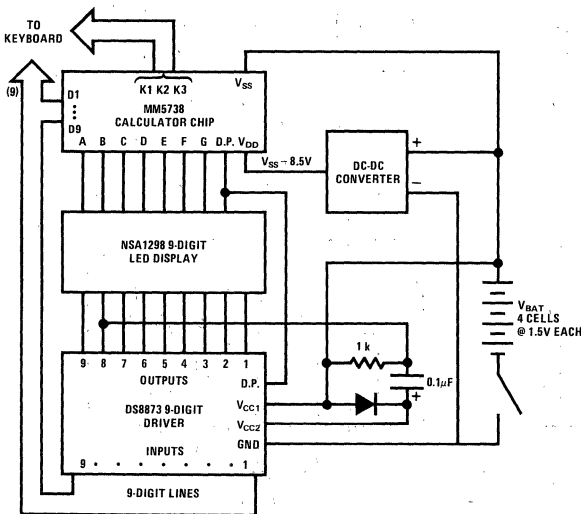 TO
KEYBOARD
(9)
D1
D9
K1 K2 K3
MM5738
CALCULATOR CHIP
VSS
A B C D E F G D.P. VDD
VSS – 8.5V
DC-DC
CONVERTER
+
–
NSA1298 9-DIGIT
LED DISPLAY
VBAT
4 CELLS
@ 1.5V EACH
9 8 7 6 5 4 3 2 1
OUTPUTS
D.P.
DS8873 9-DIGIT
DRIVER
VCC1
VCC2
GND
INPUTS
9 1
1 k
0.1μF
+
9-DIGIT LINES